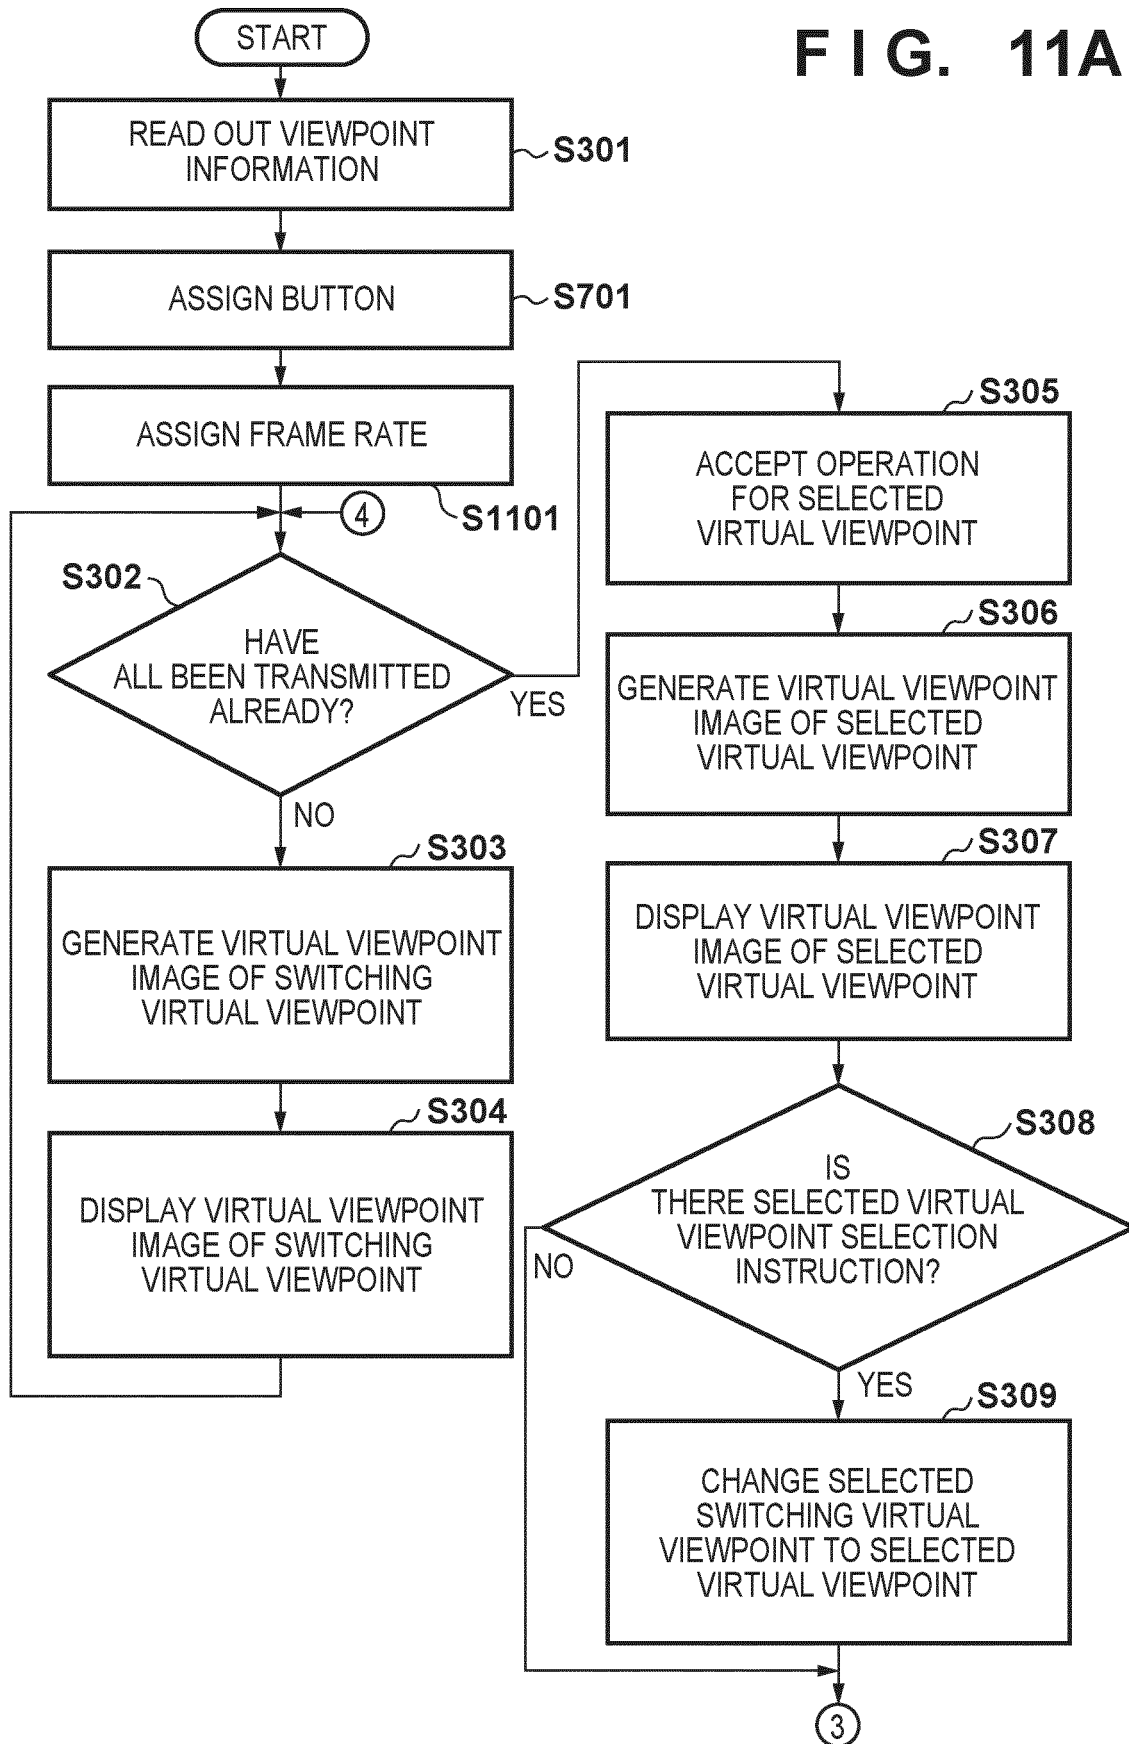 FIG. 11A
START
READ OUT VIEWPOINT
INFORMATION
S301
ASSIGN BUTTON
S701
ASSIGN FRAME RATE
S1101
4
S302
HAVE
ALL BEEN TRANSMITTED
ALREADY?
YES
NO
S303
GENERATE VIRTUAL VIEWPOINT
IMAGE OF SWITCHING
VIRTUAL VIEWPOINT
S304
DISPLAY VIRTUAL VIEWPOINT
IMAGE OF SWITCHING
VIRTUAL VIEWPOINT
S305
ACCEPT OPERATION
FOR SELECTED
VIRTUAL VIEWPOINT
S306
GENERATE VIRTUAL VIEWPOINT
IMAGE OF SELECTED
VIRTUAL VIEWPOINT
S307
DISPLAY VIRTUAL VIEWPOINT
IMAGE OF SELECTED
VIRTUAL VIEWPOINT
S308
IS
THERE SELECTED VIRTUAL
VIEWPOINT SELECTION
INSTRUCTION?
NO
YES
S309
CHANGE SELECTED
SWITCHING VIRTUAL
VIEWPOINT TO SELECTED
VIRTUAL VIEWPOINT
3